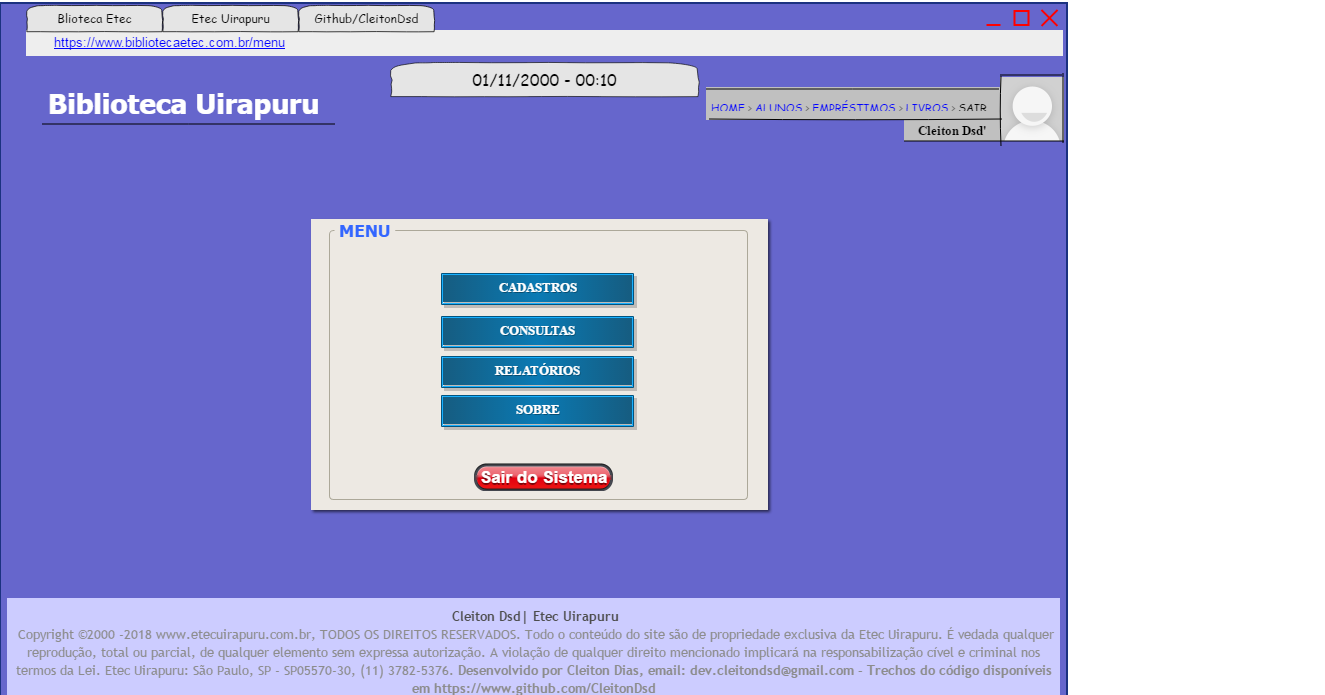 Blioteca Etec
Etec Uirapuru
Github/CleitonDsd
https://www.bibliotecaetec.com.br/menu
01/11/2000 - 00:10
Biblioteca Uirapuru
HOME > ALUNOS > EMPRÉSTIMOS > LIVROS > SAIR
Cleiton Dsd'
MENU
CADASTROS
CONSULTAS
RELATÓRIOS
SOBRE
Sair do Sistema
Cleiton Dsd| Etec Uirapuru
Copyright ©2000 -2018 www.etecuirapuru.com.br, TODOS OS DIREITOS RESERVADOS. Todo o conteúdo do site são de propriedade exclusiva da Etec Uirapuru. É vedada qualquer
reprodução, total ou parcial, de qualquer elemento sem expressa autorização. A violação de qualquer direito mencionado implicará na responsabilização cível e criminal nos
termos da Lei. Etec Uirapuru: São Paulo, SP - SP05570-30, (11) 3782-5376. Desenvolvido por Cleiton Dias, email: dev.cleitondsd@gmail.com - Trechos do código disponíveis
em https://www.github.com/CleitonDsd